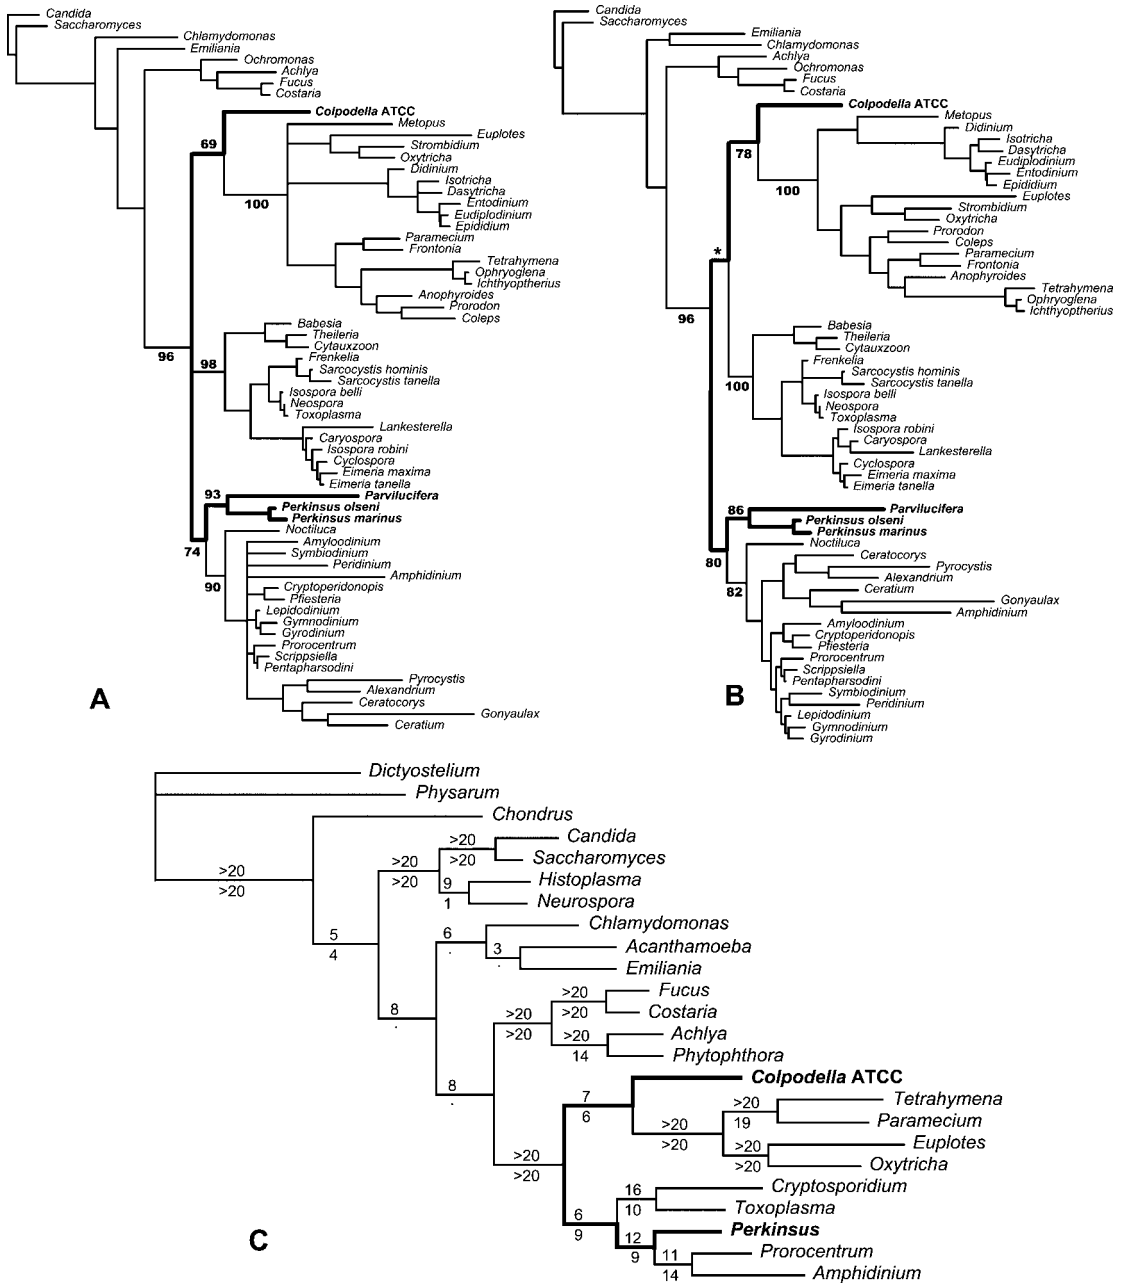 Candida
Saccharomyces
Chlamydomonas
Emiliania
Ochromonas
Achlya
Fucus
Costaria
Colpodella ATCC
Metopus
Euplotes
69
Strombidium
Oxytricha
Didinium
Isotricha
Dasytricha
100
Entodinium
Eudiplodinium
Epididium
Paramecium
Frontonia
Tetrahymena
Ophryoglena
Ichthyoptherius
Anophyroides
Prorodon
Coleps
Babesia
Theileria
Cytauxzoon
96
98
Frenkelia
Sarcocystis hominis
Sarcocystis tanella
Isospora belli
Neospora
Toxoplasma
Lankesterella
Caryospora
Isospora robini
Cyclospora
Eimeria maxima
Eimeria tanella
93
Parvilucifera
Perkinsus olseni
Perkinsus marinus
Noctiluca
74
Amyloodinium
Symbiodinium
Peridinium
Amphidinium
90
Cryptoperidonopis
Pfiesteria
Lepidodinium
Gymnodinium
Gyrodinium
Prorocentrum
Scrippsiella
Pentapharsodini
Pyrocystis
Alexandrium
Ceratocorys
Gonyaulax
Ceratium
A
Candida
Saccharomyces
Emiliania
Chlamydomonas
Achlya
Ochromonas
Fucus
Costaria
Colpodella ATCC
Metopus
Didinium
Isotricha
Dasytricha
78
Eudiplodinium
Entodinium
Epididium
100
Euplotes
Strombidium
Oxytricha
Prorodon
Coleps
*
Paramecium
Frontonia
Anophyroides
Tetrahymena
Ophryoglena
Ichthyoptherius
96
Babesia
Theileria
Cytauxzoon
Frenkelia
Sarcocystis hominis
Sarcocystis tanella
100
Isospora belli
Neospora
Toxoplasma
Isospora robini
Caryospora
Lankesterella
Cyclospora
Eimeria maxima
Eimeria tanella
86
Parvilucifera
Perkinsus olseni
Perkinsus marinus
Noctiluca
80
Ceratocorys
Pyrocystis
Alexandrium
82
Ceratium
Gonyaulax
Amphidinium
Amyloodinium
Cryptoperidonopis
Pfiesteria
Prorocentrum
Scrippsiella
Pentapharsodini
Symbiodinium
Peridinium
Lepidodinium
Gymnodinium
Gyrodinium
B
Dictyostelium
Physarum
Chondrus
Candida
>20
>20
Saccharomyces
>20
>20
>20
>20
Histoplasma
9
1
Neurospora
Chlamydomonas
5
4
6
.
Acanthamoeba
3
.
Emiliania
Fucus
>20
>20
Costaria
8
.
>20
>20
Achlya
>20
14
Phytophthora
Colpodella ATCC
8
.
7
6
Tetrahymena
>20
19
Paramecium
>20
>20
Euplotes
>20
>20
Oxytricha
>20
>20
Cryptosporidium
16
10
Toxoplasma
6
9
Perkinsus
12
9
Prorocentrum
11
14
Amphidinium
C